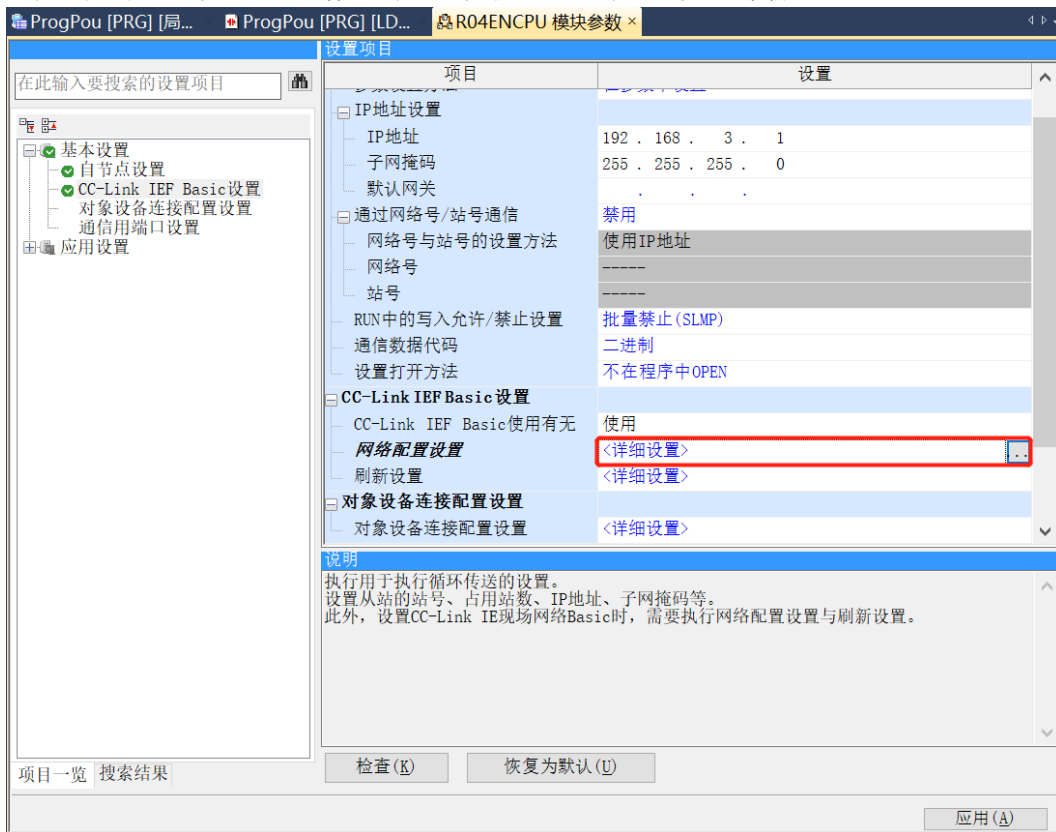 ProgPou [PRG] [局... ProgPou [PRG] [LD... R04ENCPU 模块参数 ×
设置项目
在此输入要搜索的设置项目
基本设置
自节点设置
CC-Link IEF Basic设置
对象设备连接配置设置
通信用端口设置
应用设置
项目一览 搜索结果
项目 设置
IP地址设置
IP地址 192 . 168 . 3 . 1
子网掩码 255 . 255 . 255 . 0
默认网关 . . .
通过网络号/站号通信 禁用
网络号与站号的设置方法 使用IP地址
网络号 -----
站号 -----
RUN中的写入允许/禁止设置 批量禁止(SLMP)
通信数据代码 二进制
设置打开方法 不在程序中OPEN
CC-Link IEF Basic设置
CC-Link IEF Basic使用有无 使用
网络配置设置 <详细设置> ...
刷新设置 <详细设置>
对象设备连接配置设置
对象设备连接配置设置 <详细设置>
说明
执行用于执行循环传送的设置。
设置从站的站号、占用站数、IP地址、子网掩码等。
此外，设置CC-Link IE现场网络Basic时，需要执行网络配置设置与刷新设置。
检查(K) 恢复为默认(U)
应用(A)